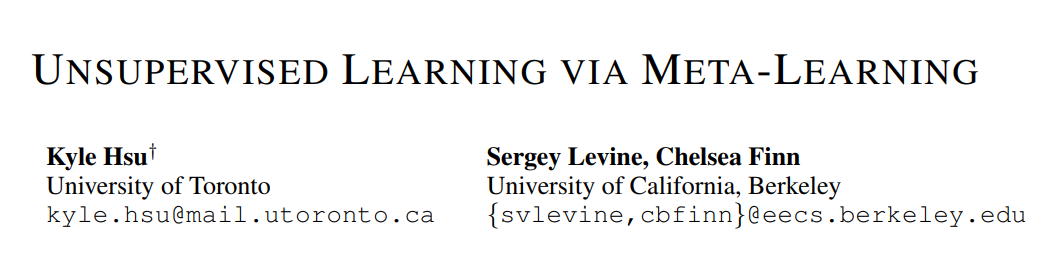 UNSUPERVISED LEARNING VIA META-LEARNING
Kyle Hsu†
University of Toronto
kyle.hsu@mail.utoronto.ca
Sergey Levine, Chelsea Finn
University of California, Berkeley
{svlevine,cbfinn}@eecs.berkeley.edu